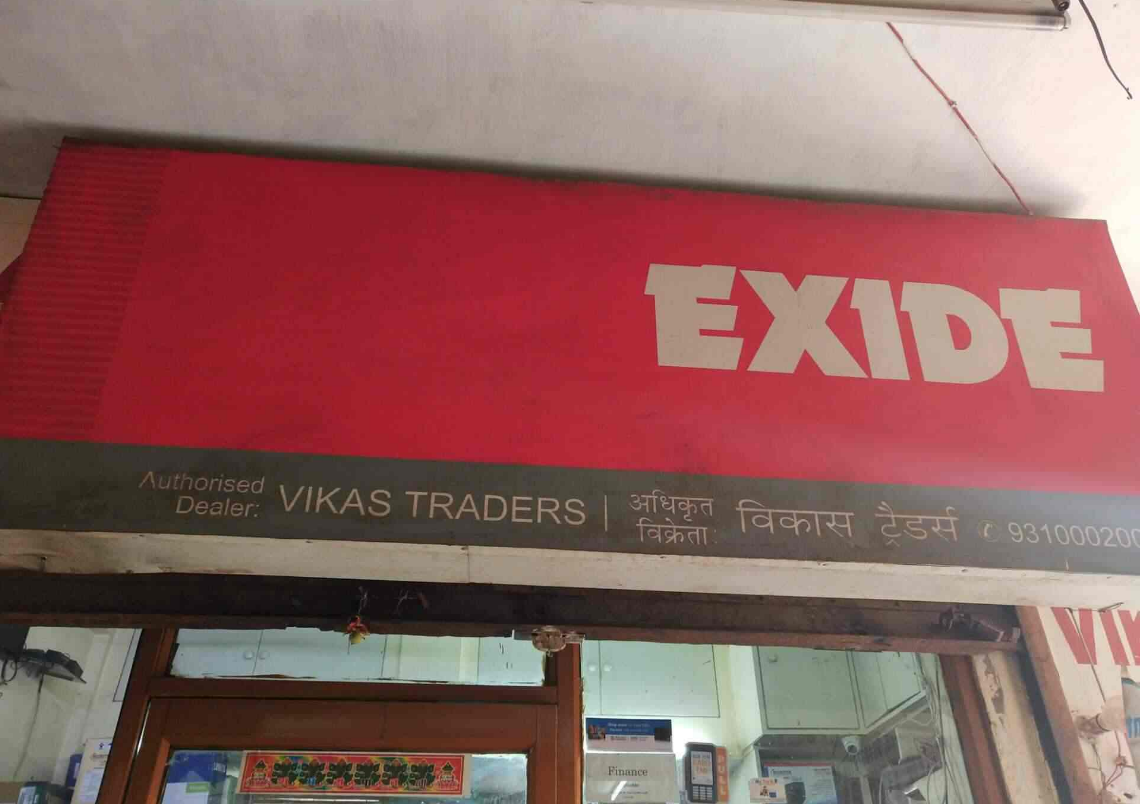 EXIDE
Authorised
Dealer:
VIKAS TRADERS
अधिकृत
विक्रेता:
विकास ट्रैडर्स
Finance